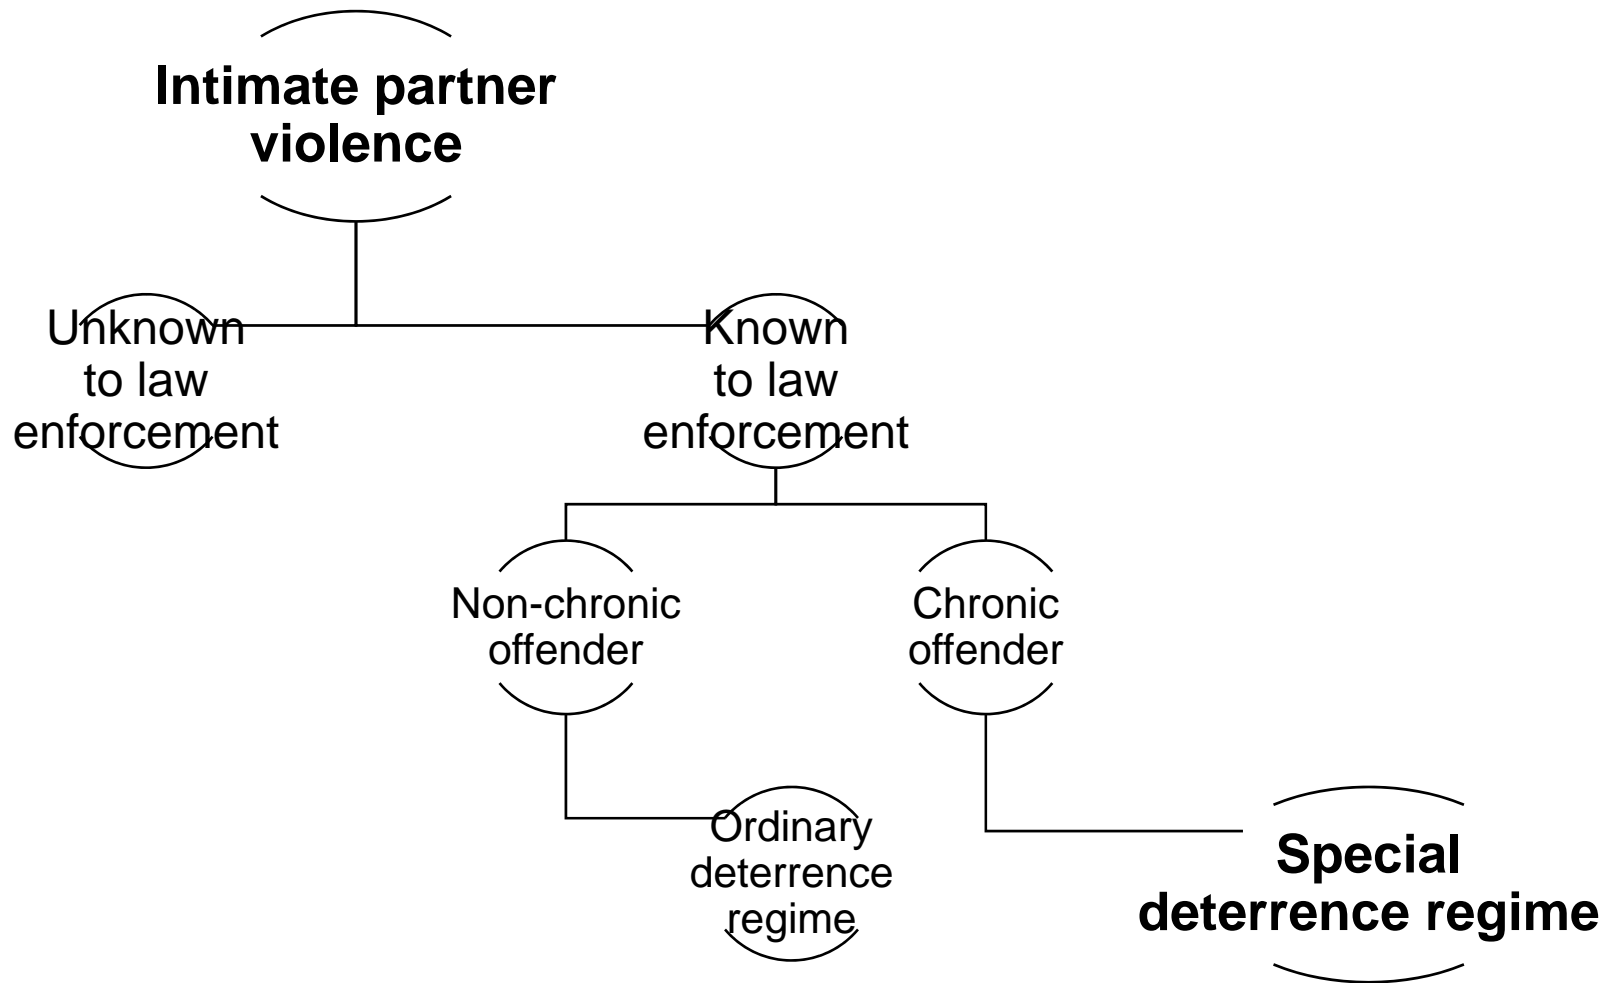 Intimate partner
violence
Unknown
to law
enforcement
Known
to law
enforcement
Non-chronic
offender
Chronic
offender
Ordinary
deterrence
regime
Special
deterrence regime